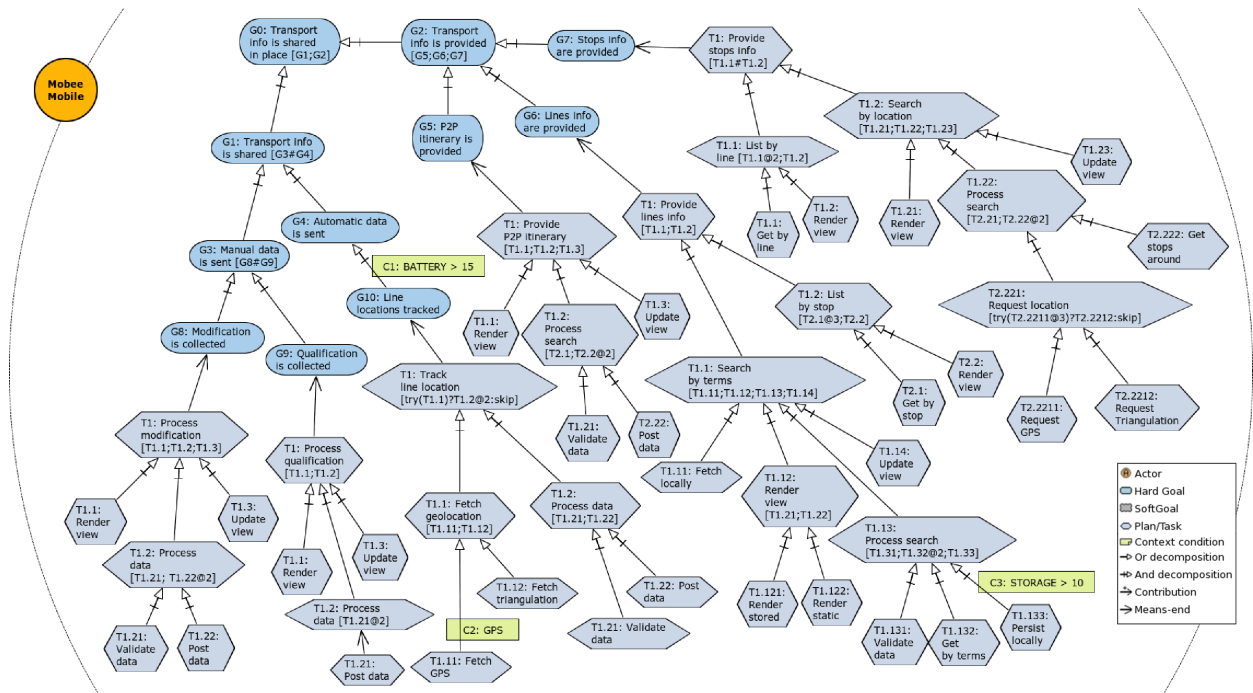 Mobee
Mobile
G0: Transport
info is shared
in place [G1;G2]
G2: Transport
info is provided
[G5;G6;G7]
G7: Stops info
are provided
T1: Provide
stops info
[T1.1#T1.2]
G1: Transport info
is shared [G3#G4]
G5: P2P
itinerary is
provided
G6: Lines info
are provided
T1.1: List by
line [T1.1@2;T1.2]
T1.2: Search
by location
[T1.21;T1.22;T1.23]
T1.23:
Update
view
T1.22:
Process
search
[T2.21;T2.22@2]
T1.21:
Render
view
T2.222: Get
stops
around
T1.1:
Get by
line
T1.2:
Render
view
G4: Automatic data
is sent
G3: Manual data
is sent [G8#G9]
C1: BATTERY > 15
T1: Provide
P2P itinerary
[T1.1;T1.2;T1.3]
T1: Provide
lines info
[T1.1;T1.2]
G10: Line
locations tracked
T1.1:
Render
view
T1.2:
Process
search
[T2.1;T2.2@2]
T1.3:
Update
view
T1.2: List
by stop
[T2.1@3;T2.2]
T2.221:
Request location
[try(T2.2211@3)?T2.2212:skip]
G8: Modification
is collected
G9: Qualification
is collected
T1: Track
line location
[try(T1.1)?T1.2@2:skip]
T1.1: Search
by terms
[T1.11;T1.12;T1.13;T1.14]
T2.1:
Get by
stop
T2.2:
Render
view
T2.2211:
Request
GPS
T2.2212:
Request
Triangulation
T1: Process
modification
[T1.1;T1.2;T1.3]
T1: Process
qualification
[T1.1;T1.2]
T1.21:
Validate
data
T2.22:
Post
data
T1.11: Fetch
locally
T1.12:
Render
view
[T1.21;T1.22]
T1.14:
Update
view
T1.1:
Render
view
T1.3:
Update
view
T1.2: Process
data
[T1.21; T1.22@2]
T1.1:
Render
view
T1.3:
Update
view
T1.1: Fetch
geolocation
[T1.11;T1.12]
T1.2:
Process data
[T1.21;T1.22]
T1.13:
Process search
[T1.31;T1.32@2;T1.33]
C3: STORAGE > 10
T1.12: Fetch
triangulation
T1.22: Post
data
T1.121:
Render
stored
T1.122:
Render
static
T1.2: Process
data [T1.21@2]
C2: GPS
T1.21: Validate
data
T1.131:
Validate
data
T1.132:
Get
by terms
T1.133:
Persist
locally
T1.21:
Validate
data
T1.22:
Post
data
T1.21:
Post data
T1.11: Fetch
GPS
Actor
Hard Goal
SoftGoal
Plan/Task
Context condition
Or decomposition
And decomposition
Contribution
Means-end